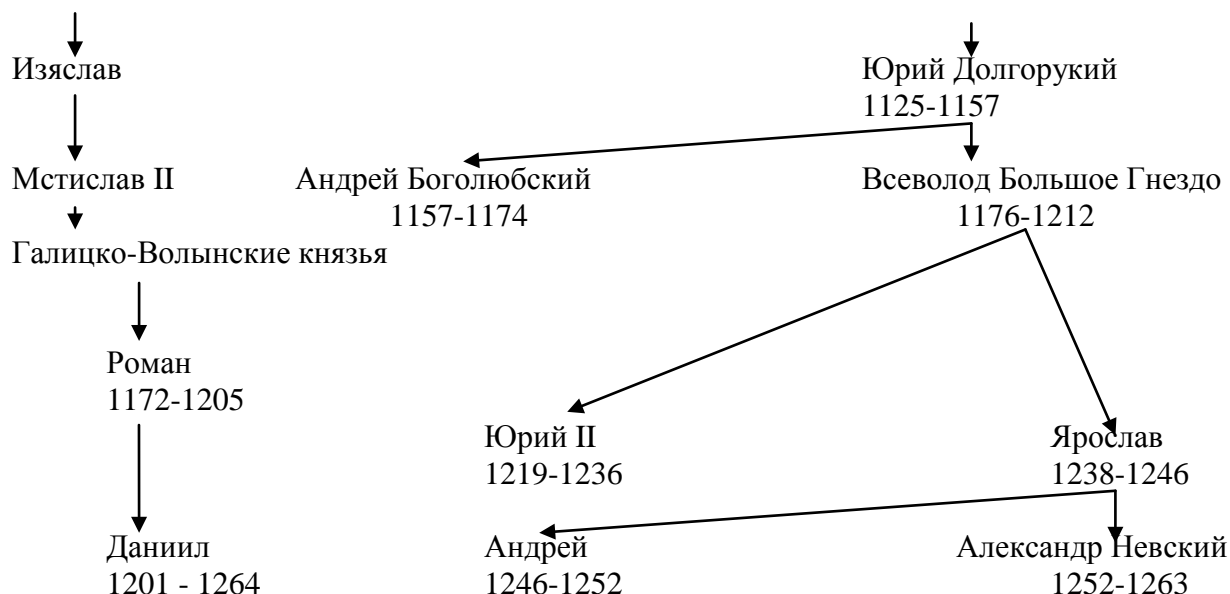 Изяслав
Юрий Долгорукий
1125-1157
Мстислав II
Андрей Боголюбский
1157-1174
Всеволод Большое Гнездо
1176-1212
Галицко-Волынские князья
Роман
1172-1205
Юрий II
1219-1236
Ярослав
1238-1246
Даниил
1201 - 1264
Андрей
1246-1252
Александр Невский
1252-1263